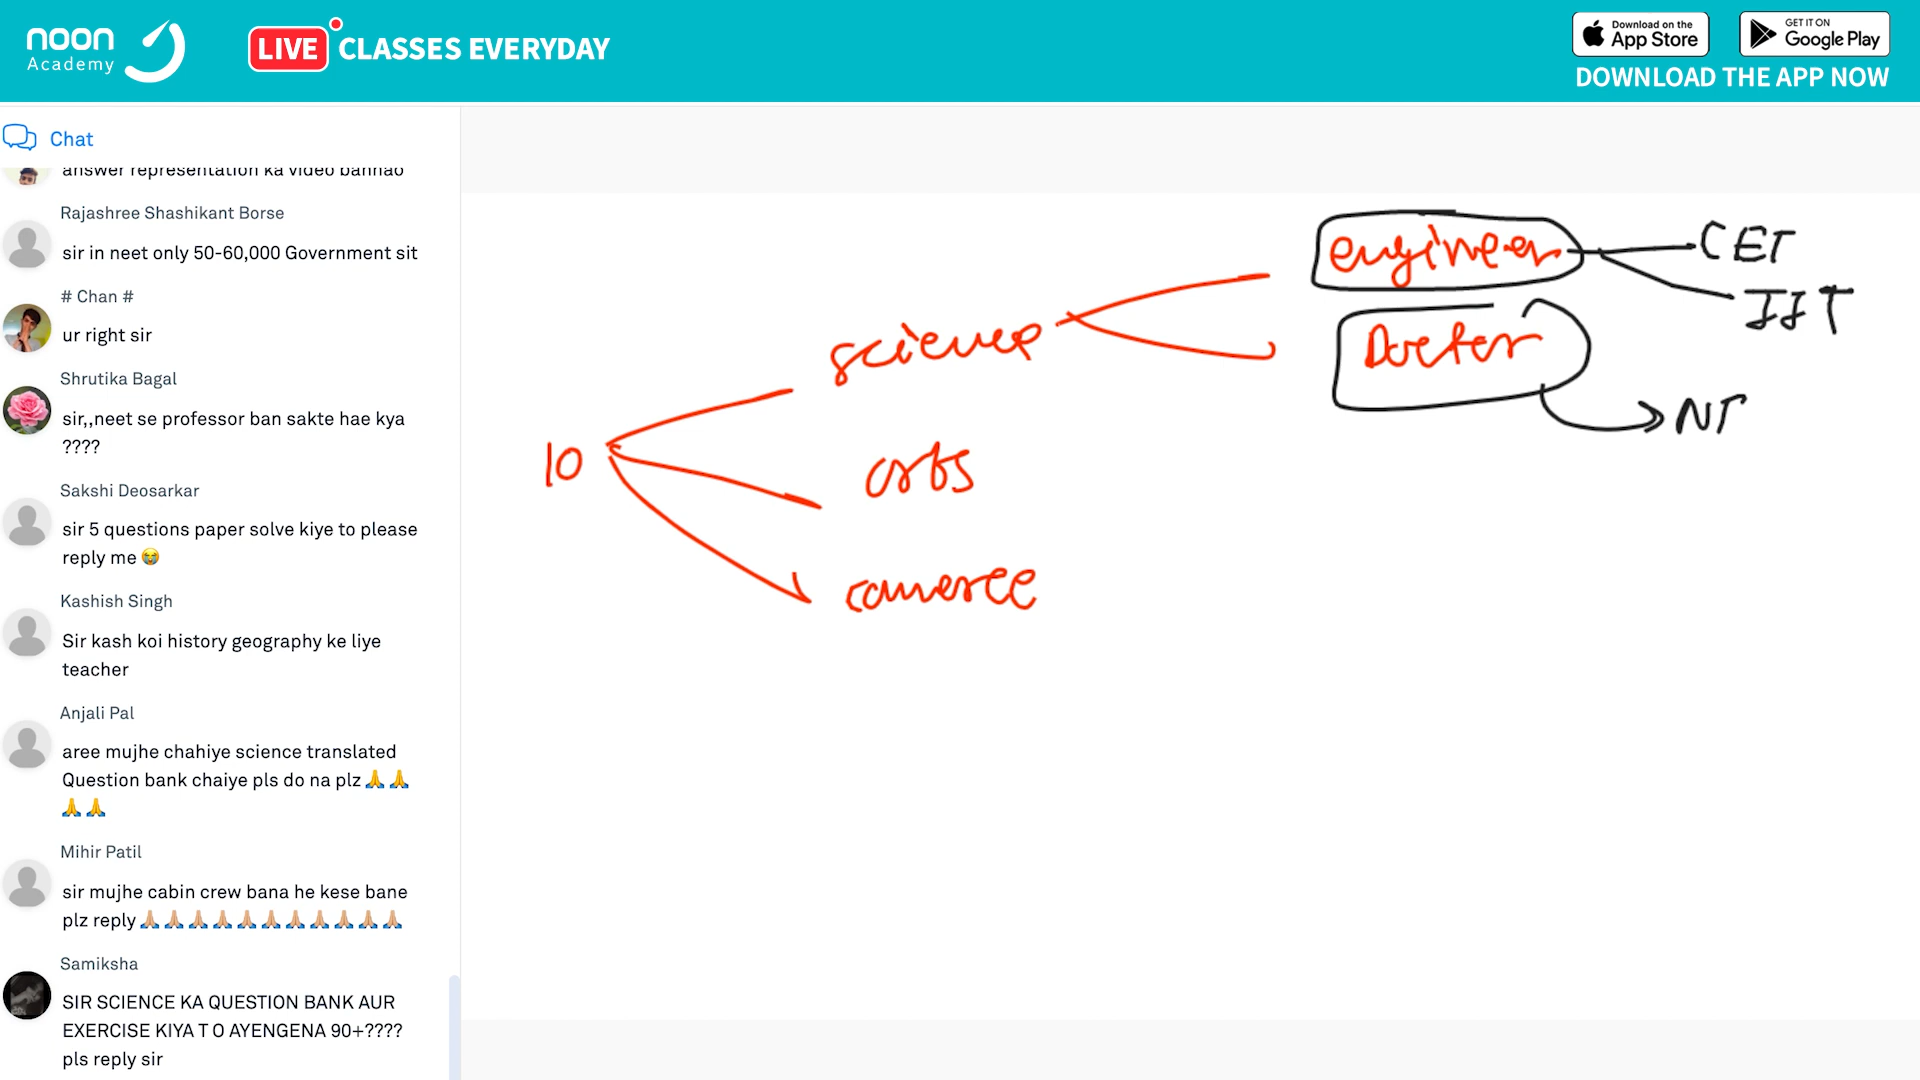 noon
Academy
LIVE CLASSES EVERYDAY
Download on the
App Store
GET IT ON
Google Play
DOWNLOAD THE APP NOW
Chat
answer representation ka video bannao
Rajashree Shashikant Borse
sir in neet only 50-60,000 Government sit
# Chan #
ur right sir
Shrutika Bagal
sir,,neet se professor ban sakte hae kya
????
Sakshi Deosarkar
sir 5 questions paper solve kiye to please
reply me 😭
Kashish Singh
Sir kash koi history geography ke liye
teacher
Anjali Pal
aree mujhe chahiye science translated
Question bank chaiye pls do na plz🙏🙏
🙏🙏
Mihir Patil
sir mujhe cabin crew bana he kese bane
plz reply🙏🏼🙏🏼🙏🏼🙏🏼🙏🏼🙏🏼🙏🏼🙏🏼🙏🏼🙏🏼🙏🏼
Samiksha
SIR SCIENCE KA QUESTION BANK AUR
EXERCISE KIYA T O AYENGENA 90+????
pls reply sir
10
science
engineer
CET
IIT
Docter
NT
arts